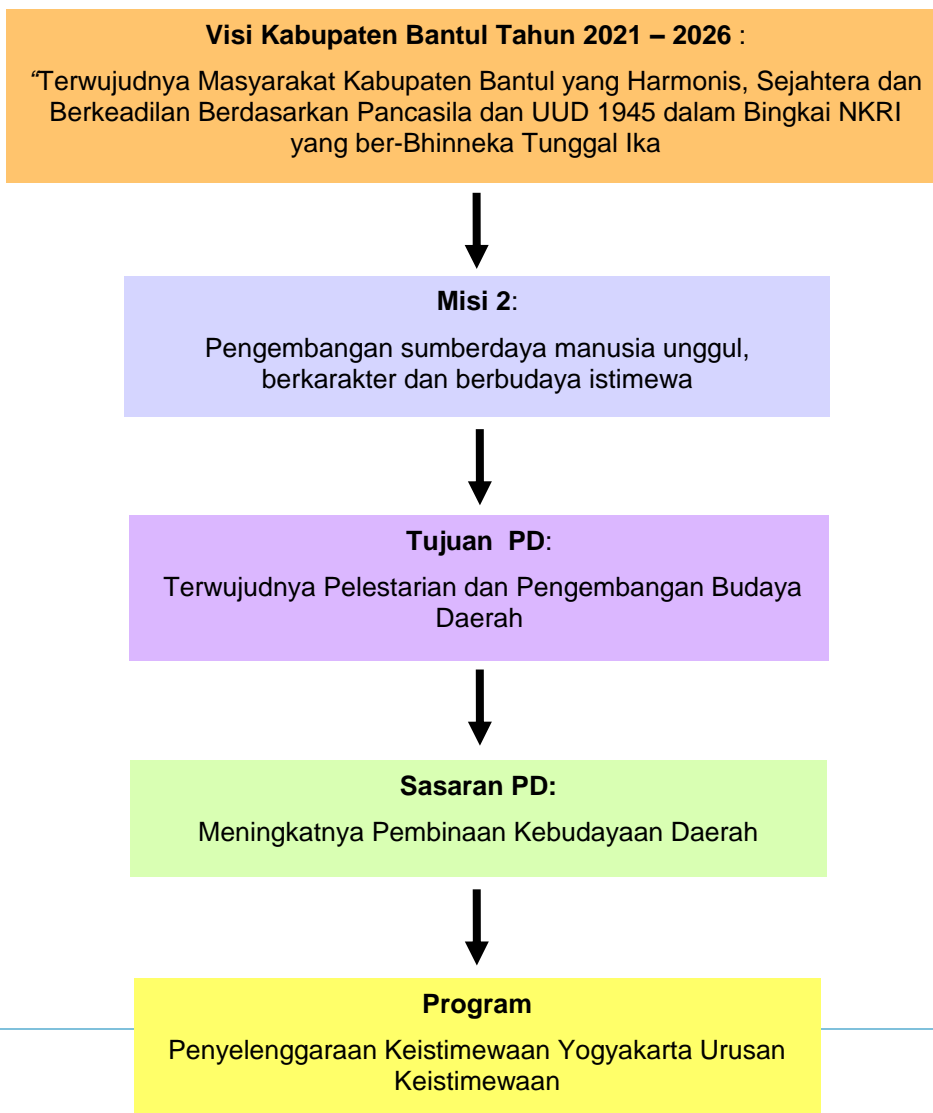 Visi Kabupaten Bantul Tahun 2021 – 2026 :
“Terwujudnya Masyarakat Kabupaten Bantul yang Harmonis, Sejahtera dan
Berkeadilan Berdasarkan Pancasila dan UUD 1945 dalam Bingkai NKRI
yang ber-Bhinneka Tunggal Ika
Misi 2:
Pengembangan sumberdaya manusia unggul,
berkarakter dan berbudaya istimewa
Tujuan PD:
Terwujudnya Pelestarian dan Pengembangan Budaya
Daerah
Sasaran PD:
Meningkatnya Pembinaan Kebudayaan Daerah
Program
Penyelenggaraan Keistimewaan Yogyakarta Urusan
Keistimewaan